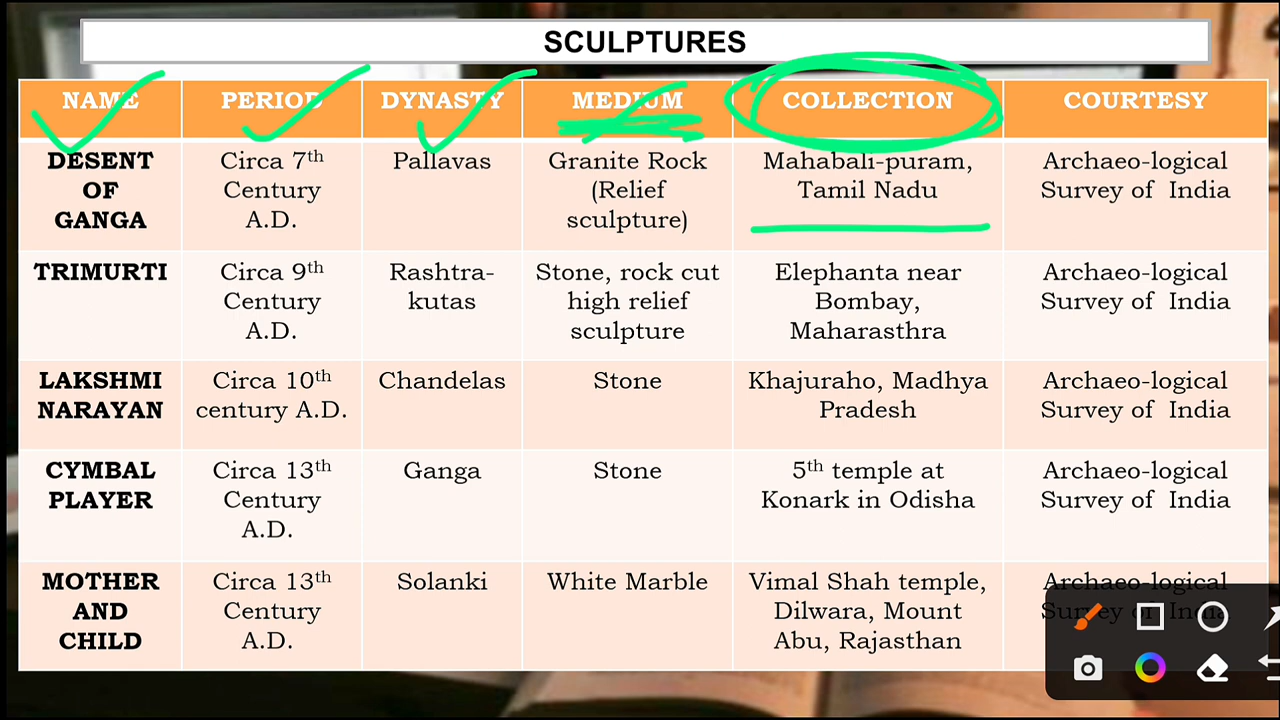 SCULPTURES
NAME PERIOD DYNASTY MEDIUM COLLECTION COURTESY
DESENT OF GANGA
Circa 7th Century A.D.
Pallavas
Granite Rock (Relief sculpture)
Mahabali-puram, Tamil Nadu
Archaeo-logical Survey of India
TRIMURTI
Circa 9th Century A.D.
Rashtra-kutas
Stone, rock cut high relief sculpture
Elephanta near Bombay, Maharasthra
Archaeo-logical Survey of India
LAKSHMI NARAYAN
Circa 10th century A.D.
Chandelas
Stone
Khajuraho, Madhya Pradesh
Archaeo-logical Survey of India
CYMBAL PLAYER
Circa 13th Century A.D.
Ganga
Stone
5th temple at Konark in Odisha
Archaeo-logical Survey of India
MOTHER AND CHILD
Circa 13th Century A.D.
Solanki
White Marble
Vimal Shah temple, Dilwara, Mount Abu, Rajasthan
Archaeo-logical Survey of India